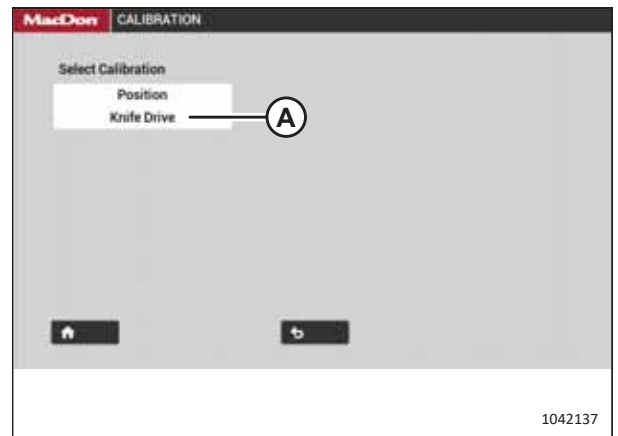 MacDon CALIBRATION
Select Calibration
Position
Knife Drive
A
1042137